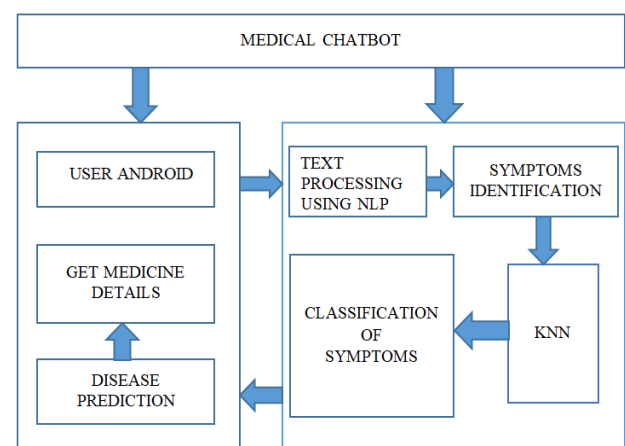 MEDICAL CHATBOT
USER ANDROID
TEXT
PROCESSING
USING NLP
SYMPTOMS
IDENTIFICATION
GET MEDICINE
DETAILS
CLASSIFICATION
OF
SYMPTOMS
KNN
DISEASE
PREDICTION